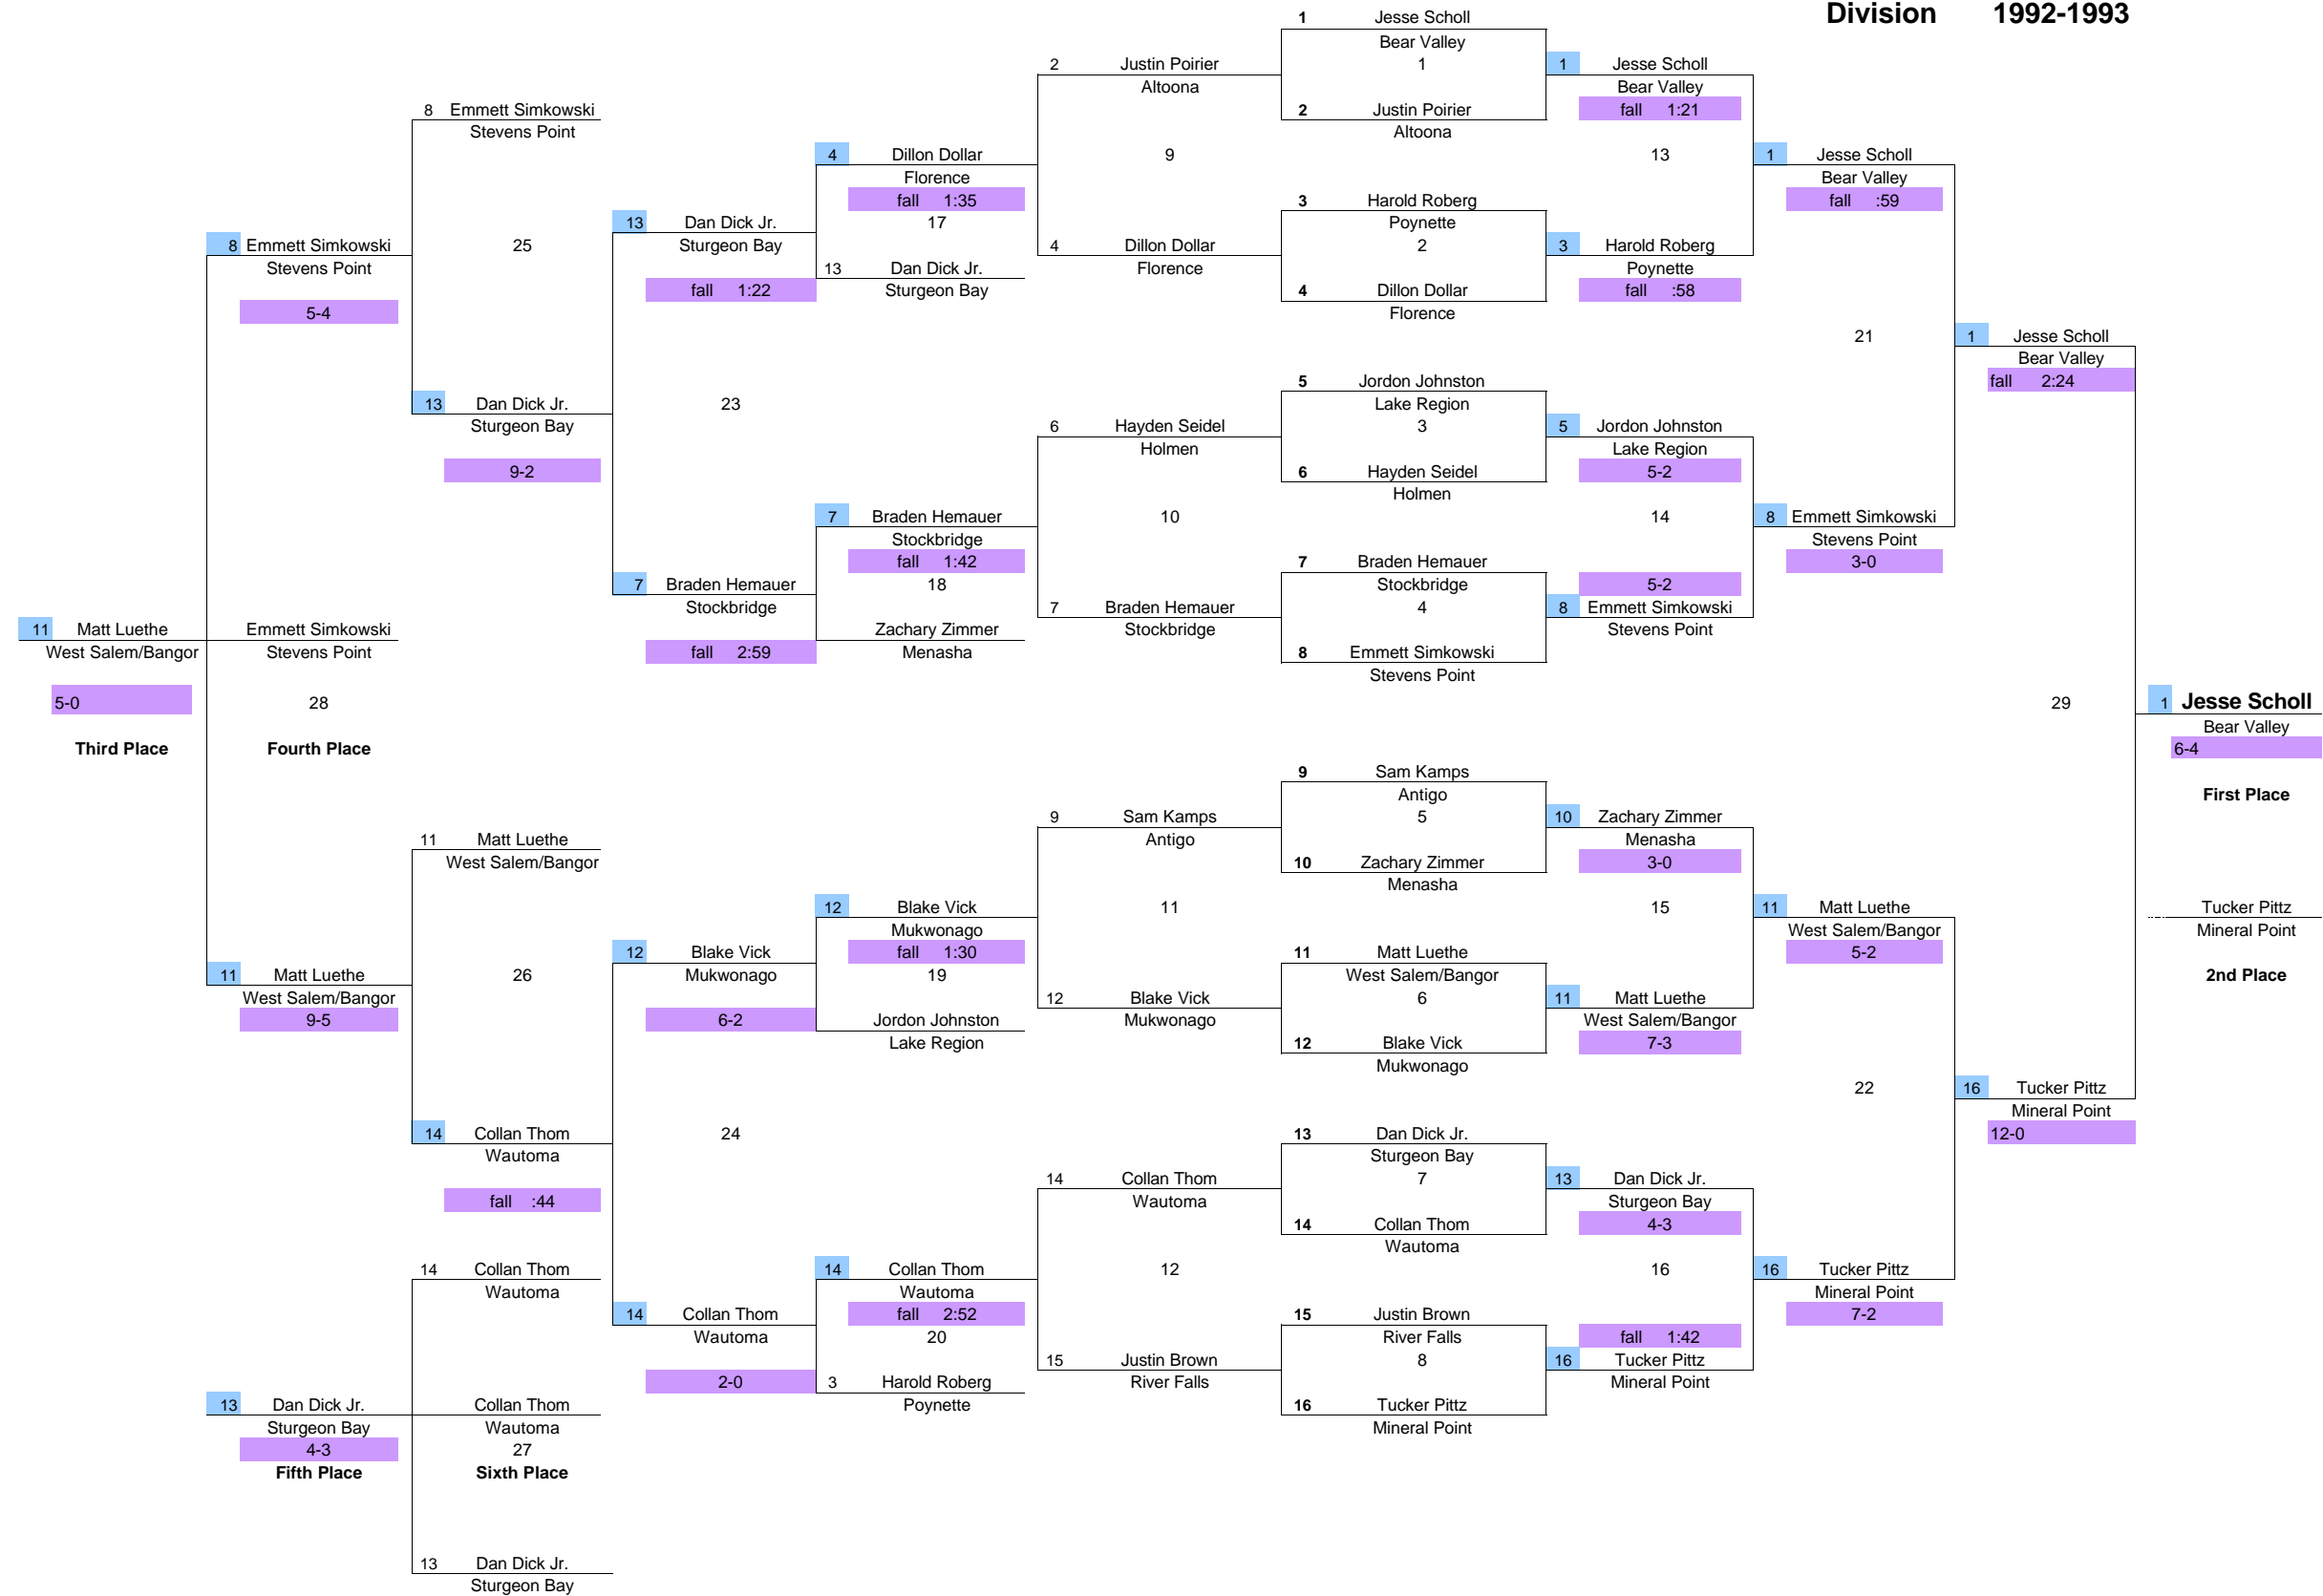 Division 1992-1993
1 Jesse Scholl
Bear Valley
2 Justin Poirier 1 1 Jesse Scholl
Altoona Bear Valley
8 Emmett Simkowski 2 Justin Poirier fall 1:21
Stevens Point Altoona
4 Dillon Dollar 9 13 1 Jesse Scholl
Florence Bear Valley
fall 1:35 3 Harold Roberg fall :59
13 Dan Dick Jr. 17 Poynette
8 Emmett Simkowski 25 Sturgeon Bay 4 Dillon Dollar 2 3 Harold Roberg
Stevens Point 13 Dan Dick Jr. Florence Poynette
fall 1:22 Sturgeon Bay 4 Dillon Dollar fall :58
5-4 Florence
21 1 Jesse Scholl
Bear Valley
5 Jordon Johnston fall 2:24
13 Dan Dick Jr. 23 Lake Region
Sturgeon Bay 6 Hayden Seidel 3 5 Jordon Johnston
Holmen Lake Region
9-2 6 Hayden Seidel 5-2
Holmen
7 Braden Hemauer 10 14 8 Emmett Simkowski
Stockbridge Stevens Point
fall 1:42 7 Braden Hemauer 3-0
7 Braden Hemauer 18 Stockbridge 5-2
Stockbridge 7 Braden Hemauer 4 8 Emmett Simkowski
11 Matt Luethe Emmett Simkowski Zachary Zimmer Stockbridge Stevens Point
West Salem/Bangor Stevens Point fall 2:59 Menasha 8 Emmett Simkowski
Stevens Point
5-0 28 29 1 Jesse Scholl
Bear Valley
Third Place Fourth Place 6-4
9 Sam Kamps
Antigo First Place
9 Sam Kamps 5 10 Zachary Zimmer
11 Matt Luethe Antigo Menasha
West Salem/Bangor 10 Zachary Zimmer 3-0
Menasha
12 Blake Vick 11 15 11 Matt Luethe Tucker Pittz
Mukwonago West Salem/Bangor Mineral Point
12 Blake Vick fall 1:30 11 Matt Luethe 5-2
11 Matt Luethe 26 Mukwonago 19 West Salem/Bangor 2nd Place
West Salem/Bangor 12 Blake Vick 6 11 Matt Luethe
9-5 6-2 Jordon Johnston Mukwonago West Salem/Bangor
Lake Region 12 Blake Vick 7-3
Mukwonago
22 16 Tucker Pittz
Mineral Point
14 Collan Thom 24 13 Dan Dick Jr. 12-0
Wautoma Sturgeon Bay
14 Collan Thom 7 13 Dan Dick Jr.
fall :44 Wautoma Sturgeon Bay
14 Collan Thom 4-3
Wautoma
14 Collan Thom 14 Collan Thom 12 16 16 Tucker Pittz
Wautoma Wautoma Mineral Point
14 Collan Thom fall 2:52 15 Justin Brown 7-2
Wautoma 20 River Falls fall 1:42
15 Justin Brown 8 16 Tucker Pittz
2-0 3 Harold Roberg River Falls Mineral Point
13 Dan Dick Jr. Collan Thom Poynette 16 Tucker Pittz
Sturgeon Bay Wautoma Mineral Point
4-3 27
Fifth Place Sixth Place
13 Dan Dick Jr.
Sturgeon Bay